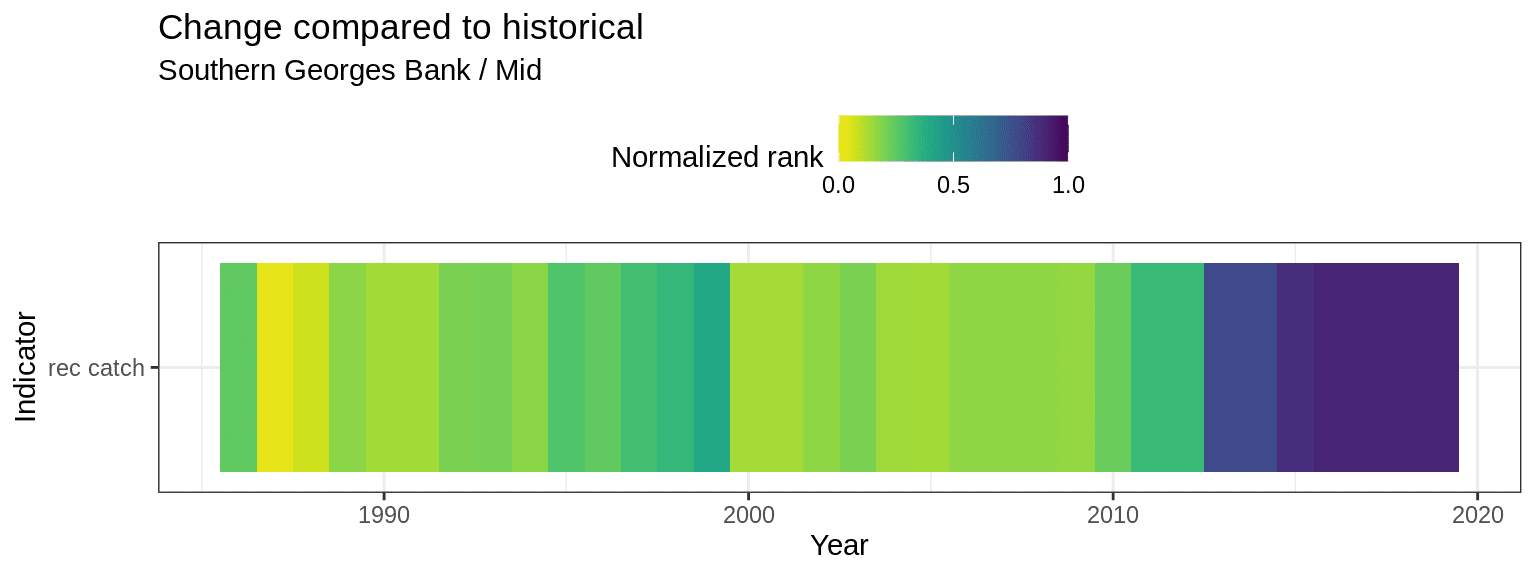 Change compared to historical
Southern Georges Bank / Mid
Normalized rank
0.0 0.5 1.0
Indicator
rec catch
1990 2000 2010 2020
Year